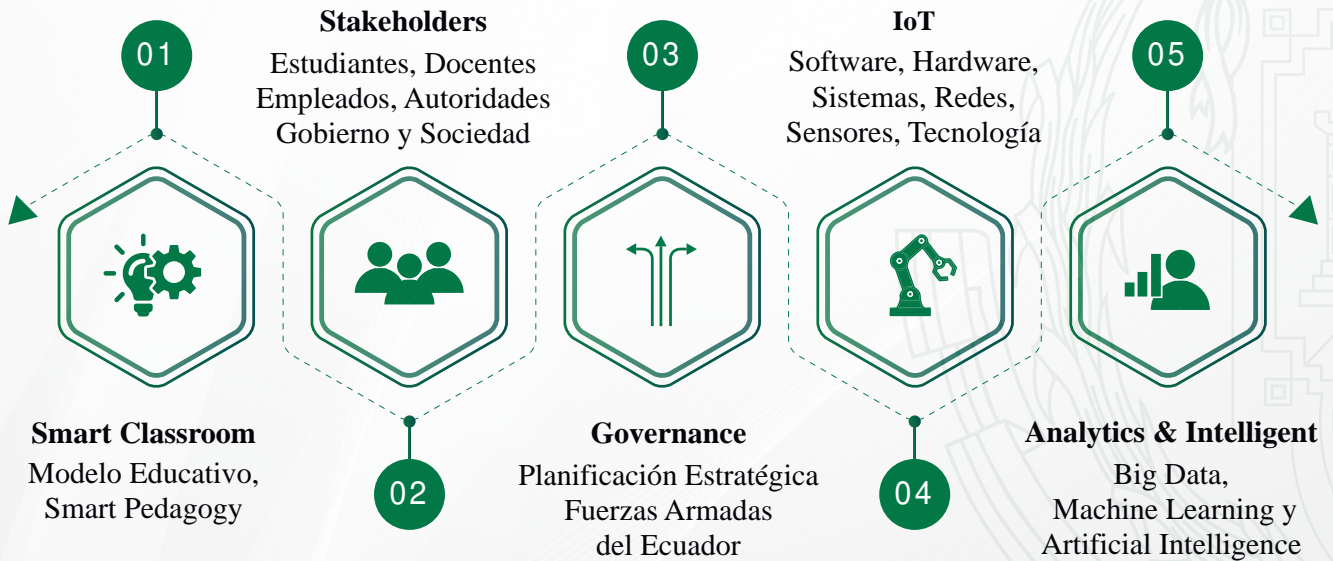 01
Smart Classroom
Modelo Educativo,
Smart Pedagogy
Stakeholders
Estudiantes, Docentes
Empleados, Autoridades
Gobierno y Sociedad
02
03
Governance
Planificación Estratégica
Fuerzas Armadas
del Ecuador
IoT
Software, Hardware,
Sistemas, Redes,
Sensores, Tecnología
04
05
Analytics & Intelligent
Big Data,
Machine Learning y
Artificial Intelligence